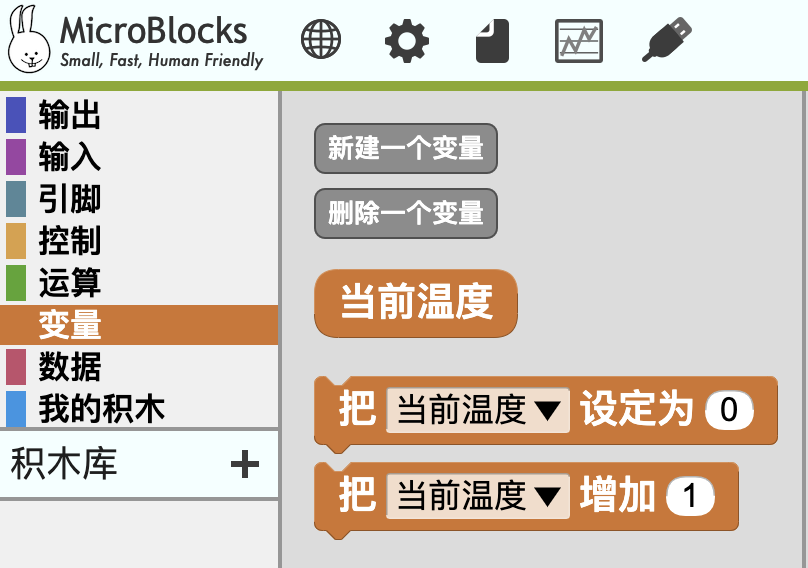 MicroBlocks
Small, Fast, Human Friendly
输出
输入
引脚
控制
运算
变量
数据
我的积木
积木库 +
新建一个变量
删除一个变量
当前温度
把 当前温度 设定为 0
把 当前温度 增加 1